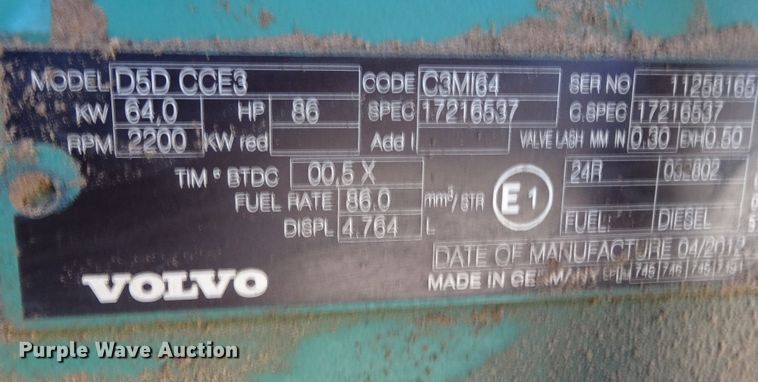 MODEL D5D CCE3 CODE C3MI64 SER NO 11258165
KW 64,0 HP 86 SPEC 17216537 C.SPEC 17216537
RPM 2200 KW red Add I VALVE LASH MM IN 0.30 EXH 0.50
TIM ° BTDC 00,5 X 24R
FUEL RATE 86.0 mm³/STR E1
DISPL 4.764 L FUEL DIESEL
DATE OF MANUFACTURE 04/2012
VOLVO MADE IN GERMANY
Purple Wave Auction